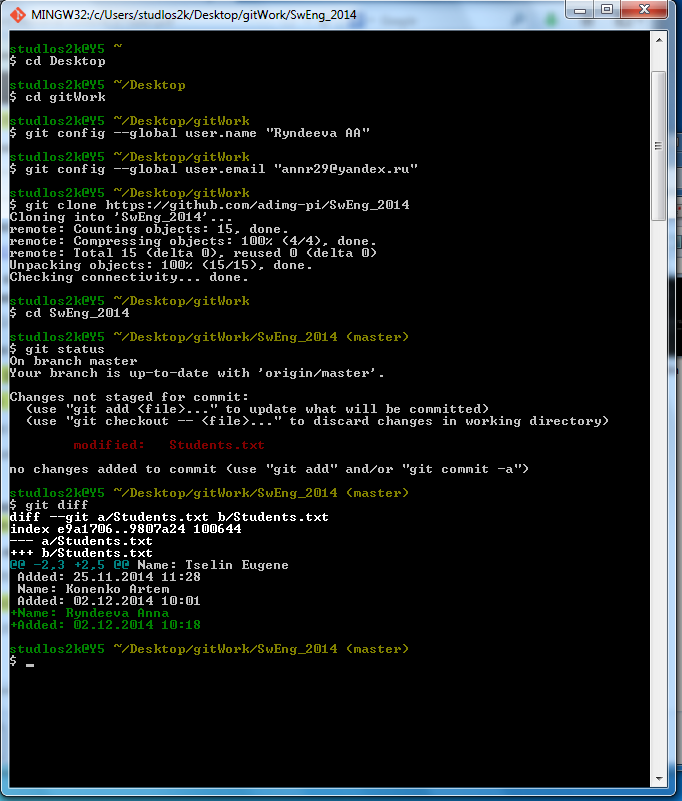 MINGW32:/c/Users/studlos2k/Desktop/gitWork/SwEng_2014
studlos2k@Y5 ~
$ cd Desktop
studlos2k@Y5 ~/Desktop
$ cd gitWork
studlos2k@Y5 ~/Desktop/gitWork
$ git config --global user.name "Ryndeeva AA"
studlos2k@Y5 ~/Desktop/gitWork
$ git config --global user.email "annr29@yandex.ru"
studlos2k@Y5 ~/Desktop/gitWork
$ git clone https://github.com/adimg-pi/SwEng_2014
Cloning into 'SwEng_2014'...
remote: Counting objects: 15, done.
remote: Compressing objects: 100% (4/4), done.
remote: Total 15 (delta 0), reused 0 (delta 0)
Unpacking objects: 100% (15/15), done.
Checking connectivity... done.
studlos2k@Y5 ~/Desktop/gitWork
$ cd SwEng_2014
studlos2k@Y5 ~/Desktop/gitWork/SwEng_2014 (master)
$ git status
On branch master
Your branch is up-to-date with 'origin/master'.
Changes not staged for commit:
  (use "git add <file>..." to update what will be committed)
  (use "git checkout -- <file>..." to discard changes in working directory)
        modified:   Students.txt
no changes added to commit (use "git add" and/or "git commit -a")
studlos2k@Y5 ~/Desktop/gitWork/SwEng_2014 (master)
$ git diff
diff --git a/Students.txt b/Students.txt
index e9a1706..9807a24 100644
--- a/Students.txt
+++ b/Students.txt
@@ -2,3 +2,5 @@ Name: Tselin Eugene
 Added: 25.11.2014 11:28
 Name: Konenko Artem
 Added: 02.12.2014 10:01
+Name: Ryndeeva Anna
+Added: 02.12.2014 10:18
studlos2k@Y5 ~/Desktop/gitWork/SwEng_2014 (master)
$ _